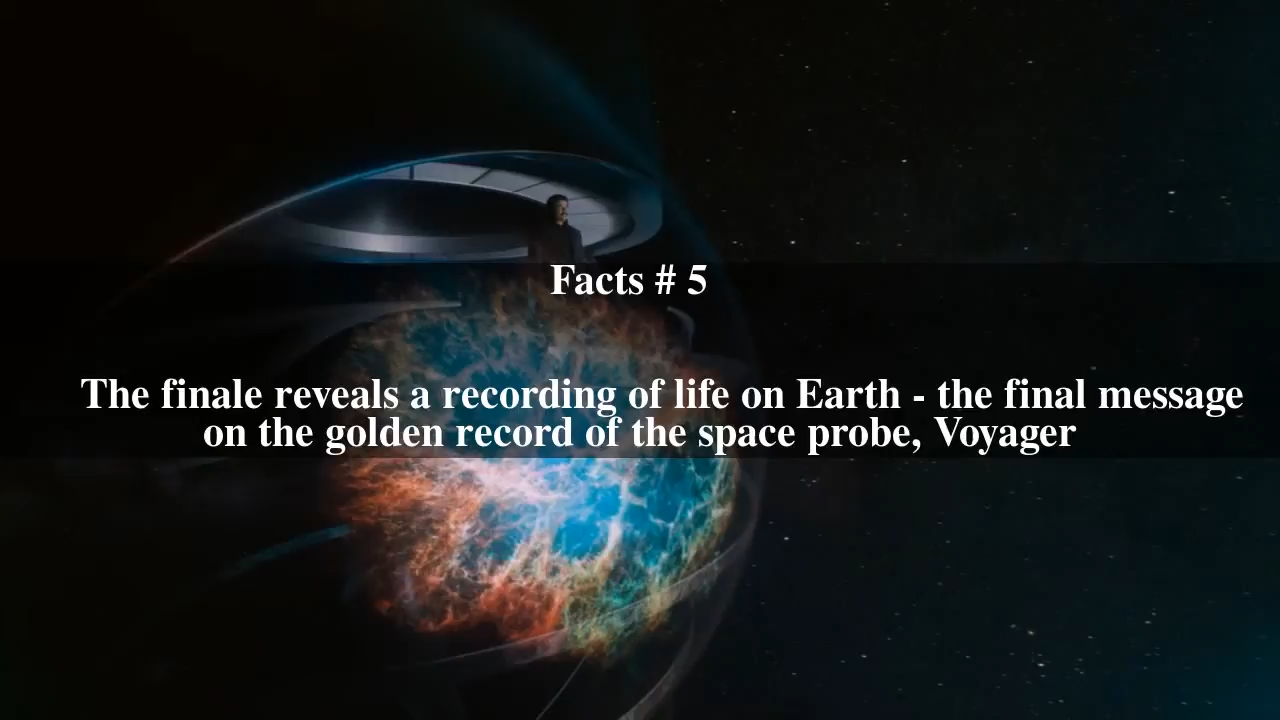 Facts # 5
The finale reveals a recording of life on Earth - the final message
on the golden record of the space probe, Voyager